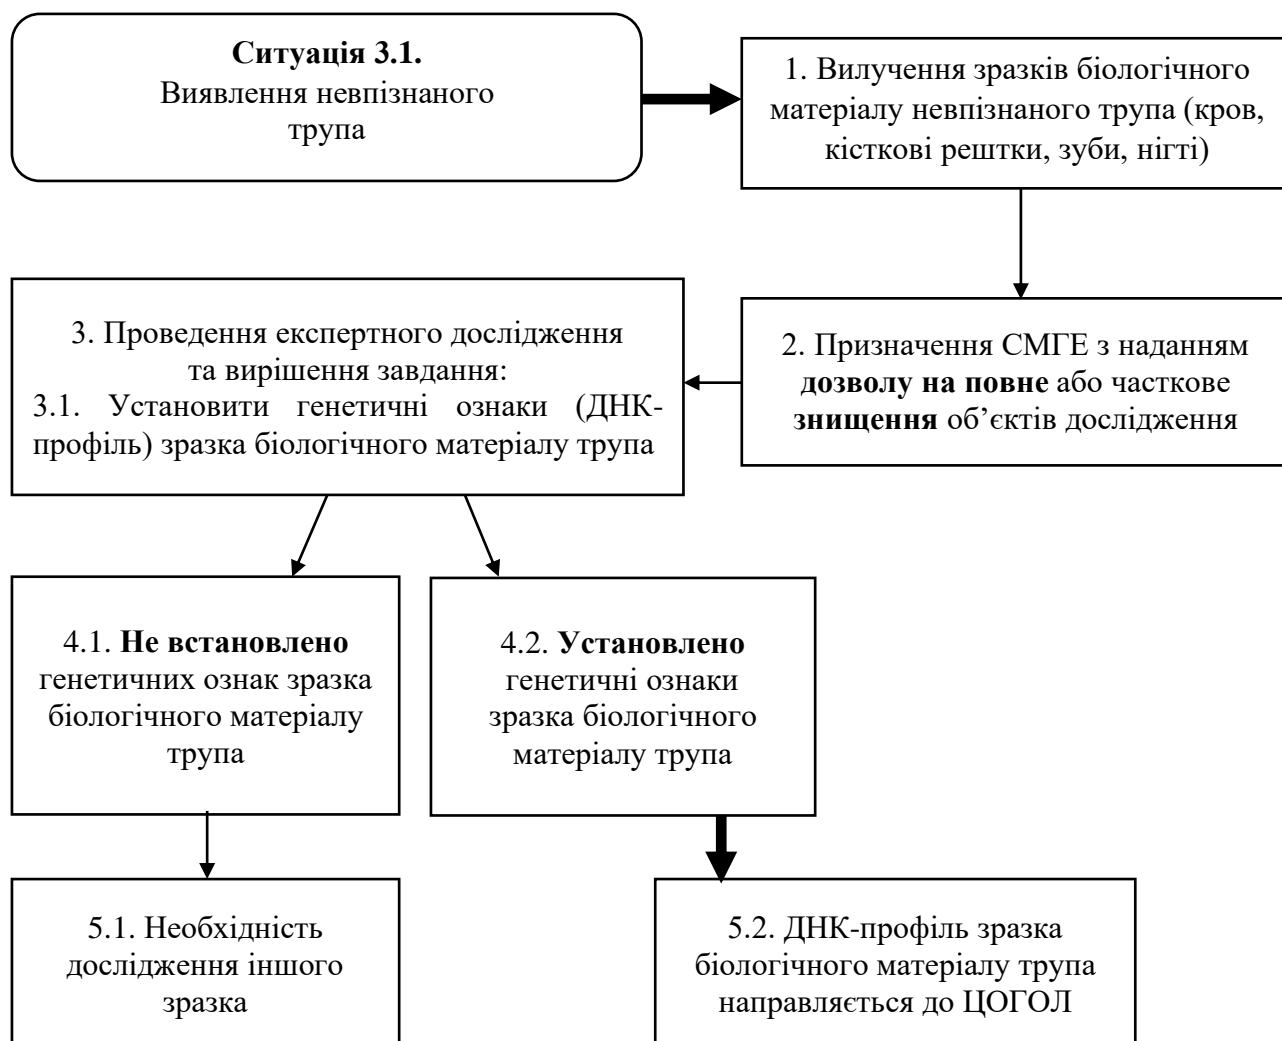 Ситуація 3.1.
Виявлення невпізнаного
трупа
1. Вилучення зразків біологічного
матеріалу невпізнаного трупа (кров,
кісткові рештки, зуби, нігті)
2. Призначення СМГЕ з наданням
дозволу на повне або часткове
знищення об’єктів дослідження
3. Проведення експертного дослідження
та вирішення завдання:
3.1. Установити генетичні ознаки (ДНК-
профіль) зразка біологічного матеріалу трупа
4.1. Не встановлено
генетичних ознак зразка
біологічного матеріалу
трупа
4.2. Установлено
генетичні ознаки
зразка біологічного
матеріалу трупа
5.1. Необхідність
дослідження іншого
зразка
5.2. ДНК-профіль зразка
біологічного матеріалу трупа
направляється до ЦОГОЛ